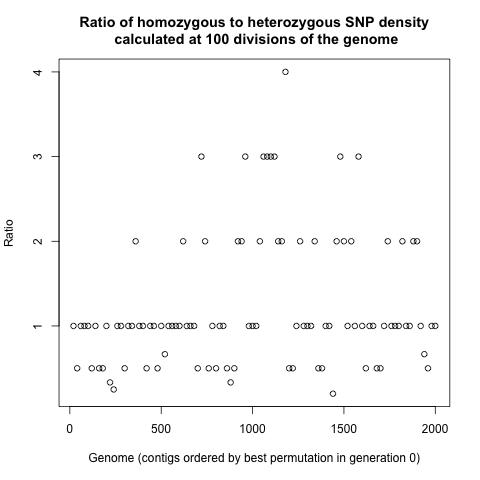 Ratio of homozygous to heterozygous SNP density
calculated at 100 divisions of the genome
Ratio
4
3
2
1
0
500
1000
1500
2000
Genome (contigs ordered by best permutation in generation 0)